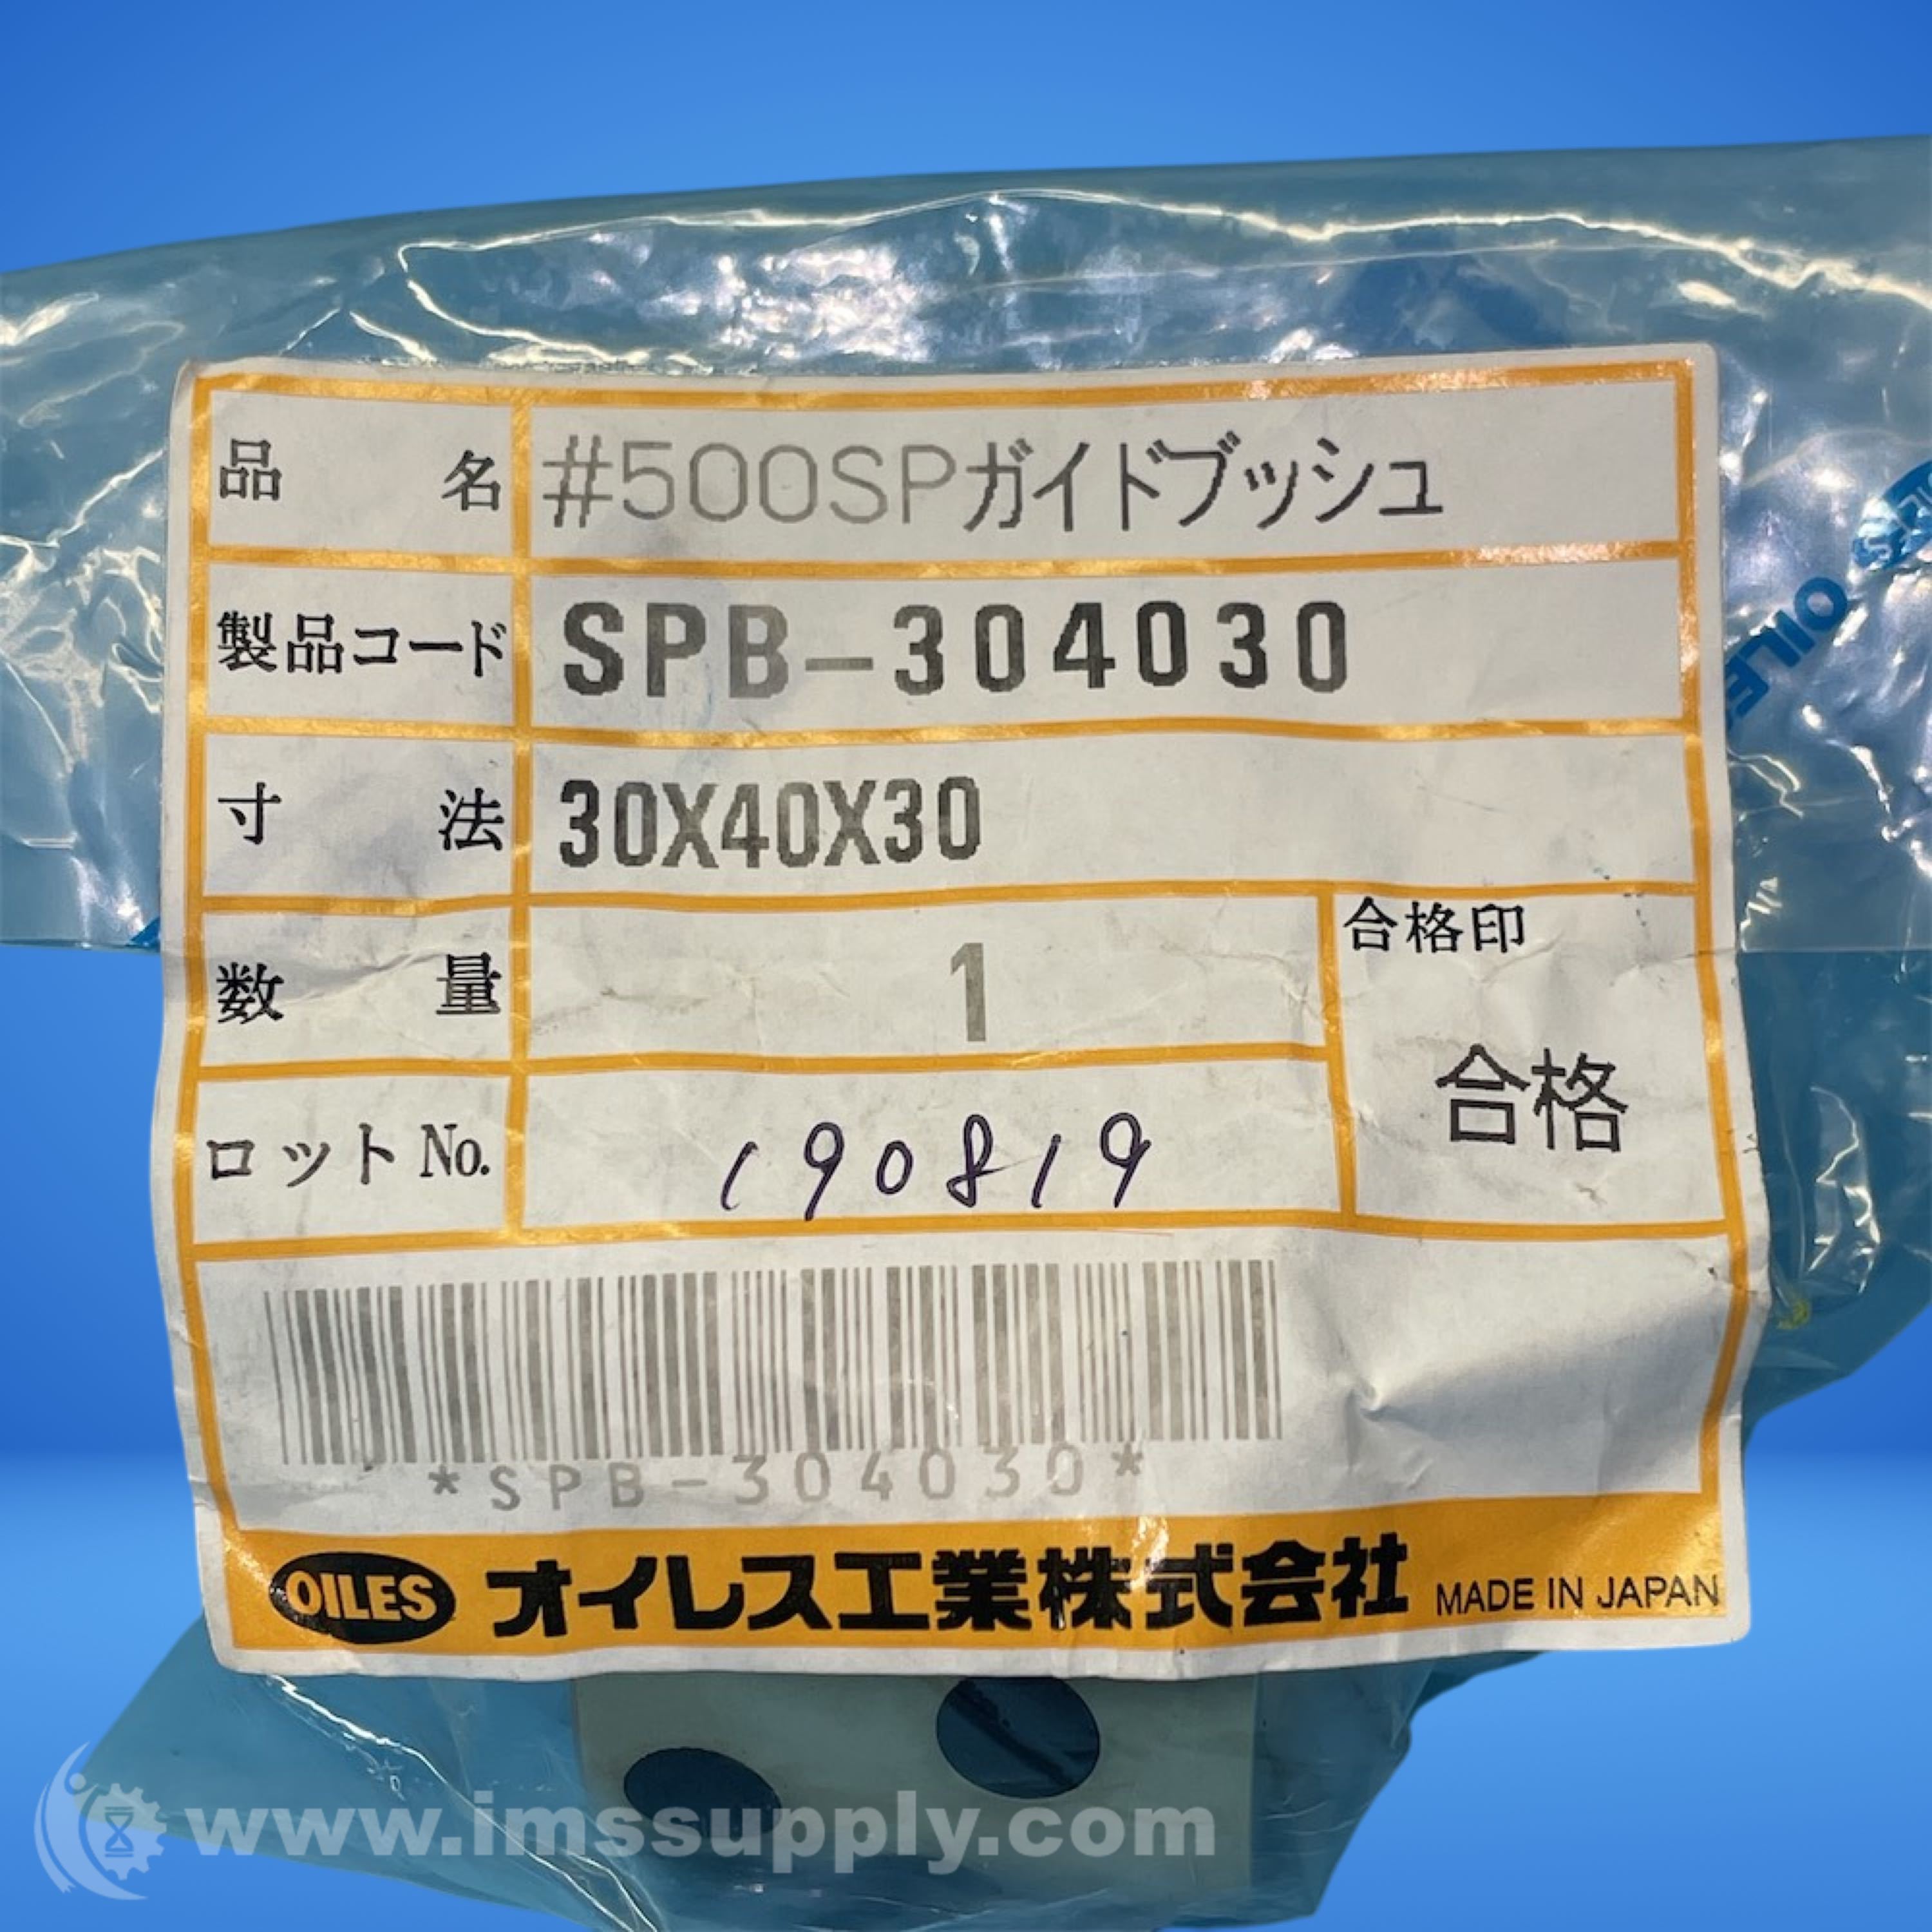 品名 #500SPガイドブッシュ
製品コード SPB-304030
寸法 30X40X30
数量 1
合格印
合格
ロットNo. 190819
*SPB-304030*
OILES オイレス工業株式会社 MADE IN JAPAN
www.imssupply.com